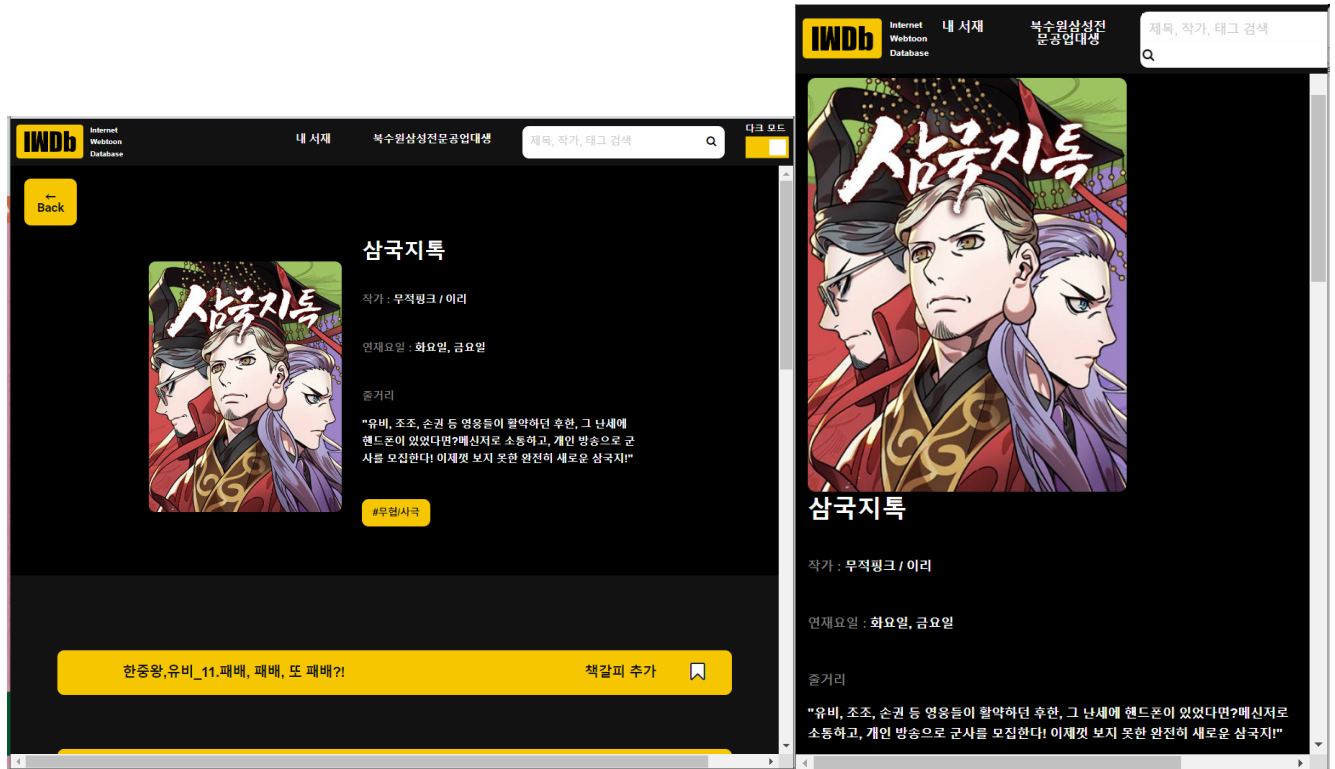 IWDb
Internet
Webtoon
Database
내 서재
북수원삼성전문공업대생
제목, 작가, 태그 검색
다크 모드
←
Back
삼국지톡
삼국지톡
작가 : 무적핑크 / 이리
연재요일 : 화요일, 금요일
줄거리
"유비, 조조, 손권 등 영웅들이 활약하던 후한, 그 난세에
핸드폰이 있었다면?메신저로 소통하고, 개인 방송으로 군
사를 모집한다! 이제껏 보지 못한 완전히 새로운 삼국지!"
#무협/사극
한중왕,유비_11.패배, 패배, 또 패배?!
책갈피 추가
IWDb
Internet
Webtoon
Database
내 서재
북수원삼성전
문공업대생
제목, 작가, 태그 검색
삼국지톡
삼국지톡
작가 : 무적핑크 / 이리
연재요일 : 화요일, 금요일
줄거리
"유비, 조조, 손권 등 영웅들이 활약하던 후한, 그 난세에 핸드폰이 있었다면?메신저로
소통하고, 개인 방송으로 군사를 모집한다! 이제껏 보지 못한 완전히 새로운 삼국지!"